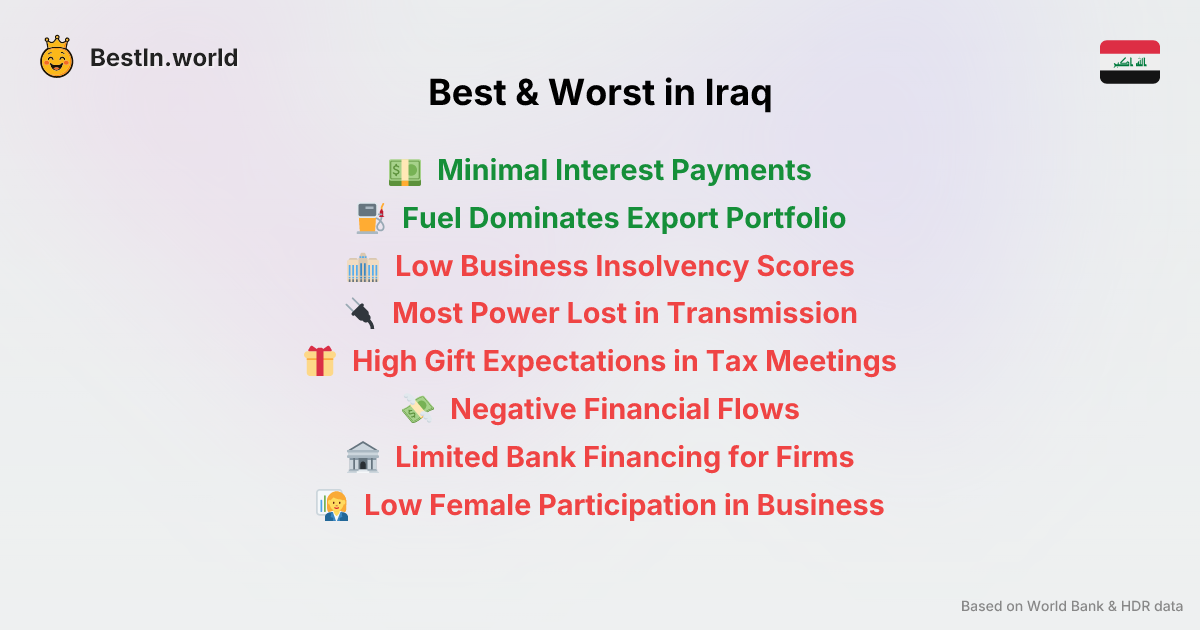 BestIn.world
الله اكبر
Best & Worst in Iraq
Minimal Interest Payments
Fuel Dominates Export Portfolio
Low Business Insolvency Scores
Most Power Lost in Transmission
High Gift Expectations in Tax Meetings
Negative Financial Flows
Limited Bank Financing for Firms
Low Female Participation in Business
Based on World Bank & HDR data